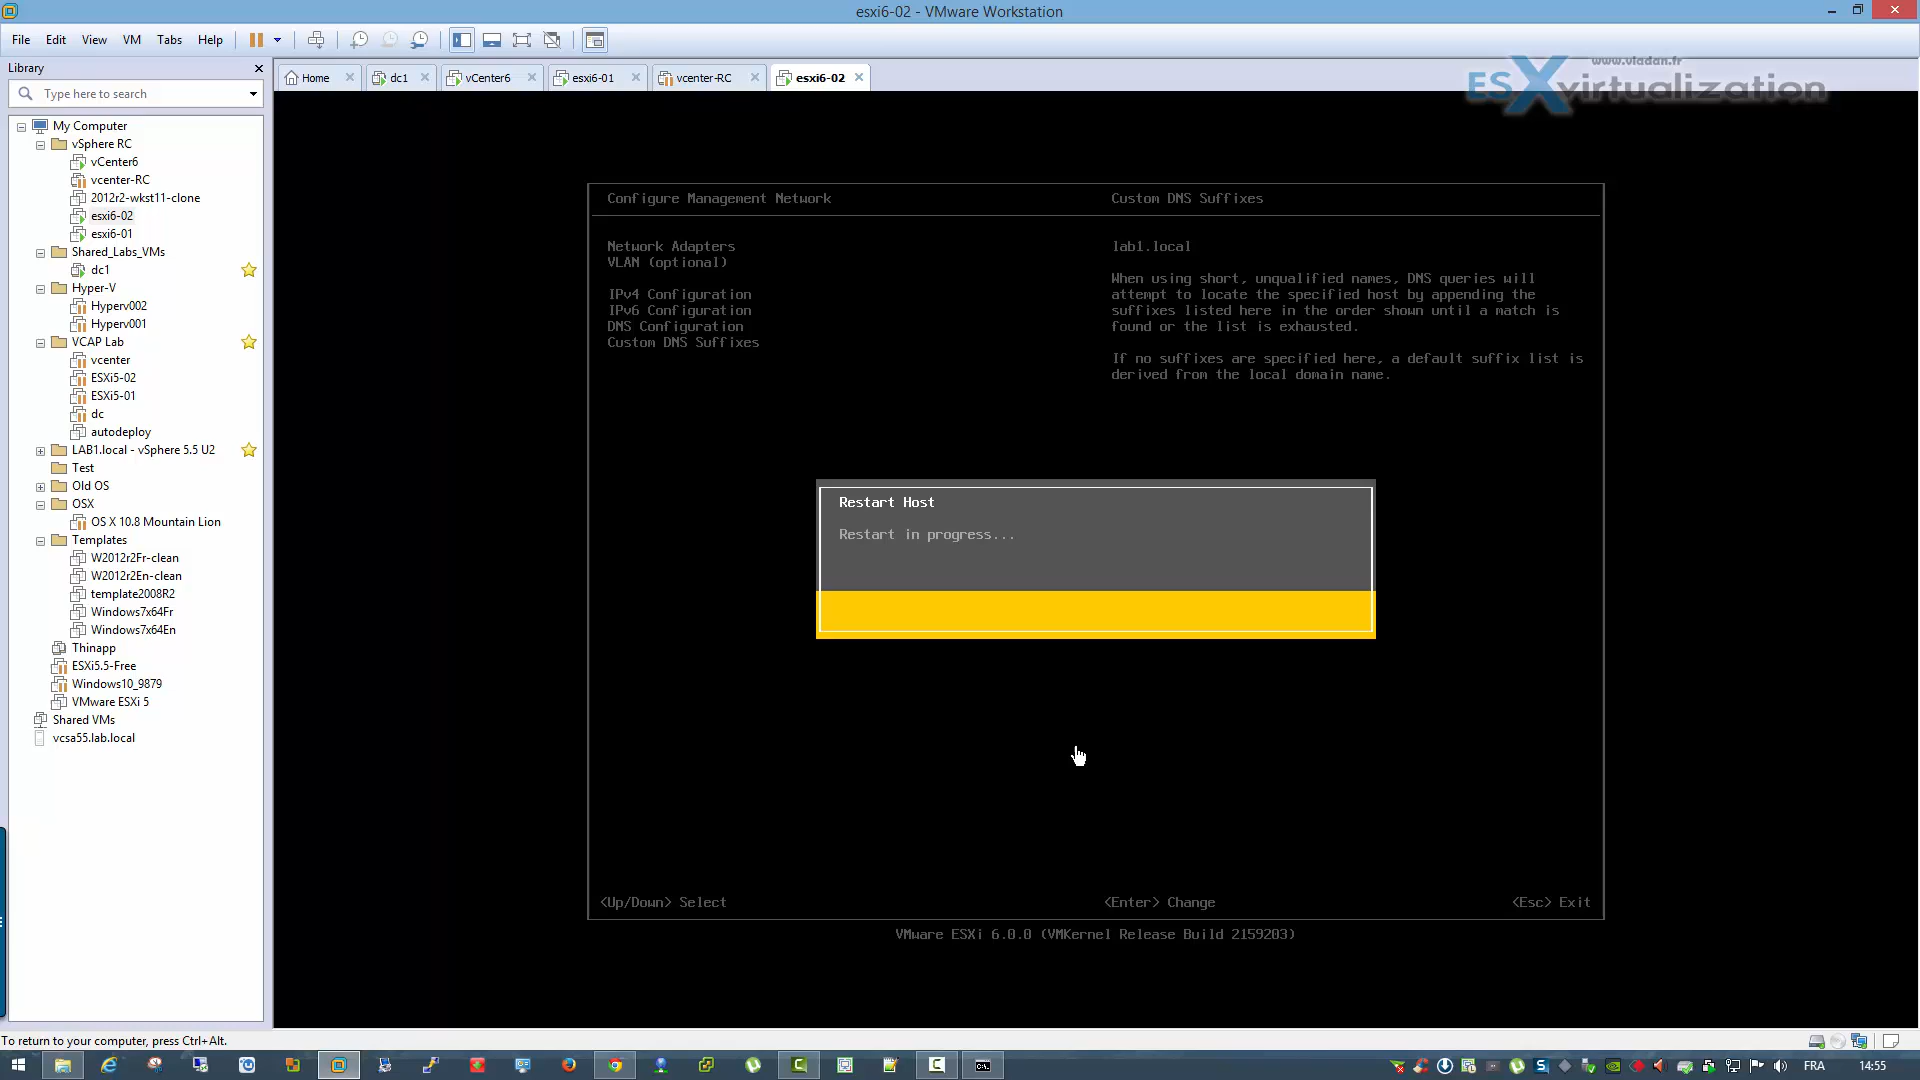 esxi6-02 - VMware Workstation
File Edit View VM Tabs Help
www.vladan.fr
ESXvirtualization
Library
Type here to search
Home
dc1
vCenter6
esxi6-01
vcenter-RC
esxi6-02
My Computer
vSphere RC
vCenter6
vcenter-RC
2012r2-wkst11-clone
esxi6-02
esxi6-01
Shared_Labs_VMs
dc1
Hyper-V
Hyperv002
Hyperv001
VCAP Lab
vcenter
ESXi5-02
ESXi5-01
dc
autodeploy
LAB1.local - vSphere 5.5 U2
Test
Old OS
OSX
OS X 10.8 Mountain Lion
Templates
W2012r2Fr-clean
W2012r2En-clean
template2008R2
Windows7x64Fr
Windows7x64En
Thinapp
ESXi5.5-Free
Windows10_9879
VMware ESXi 5
Shared VMs
vcsa55.lab.local
Configure Management Network
Custom DNS Suffixes
Network Adapters
VLAN (optional)
IPv4 Configuration
IPv6 Configuration
DNS Configuration
Custom DNS Suffixes
lab1.local
When using short, unqualified names, DNS queries will
attempt to locate the specified host by appending the
suffixes listed here in the order shown until a match is
found or the list is exhausted.
If no suffixes are specified here, a default suffix list is
derived from the local domain name.
Restart Host
Restart in progress...
<Up/Down> Select
<Enter> Change
<Esc> Exit
VMware ESXi 6.0.0 (VMKernel Release Build 2159203)
To return to your computer, press Ctrl+Alt.
FRA
14:55